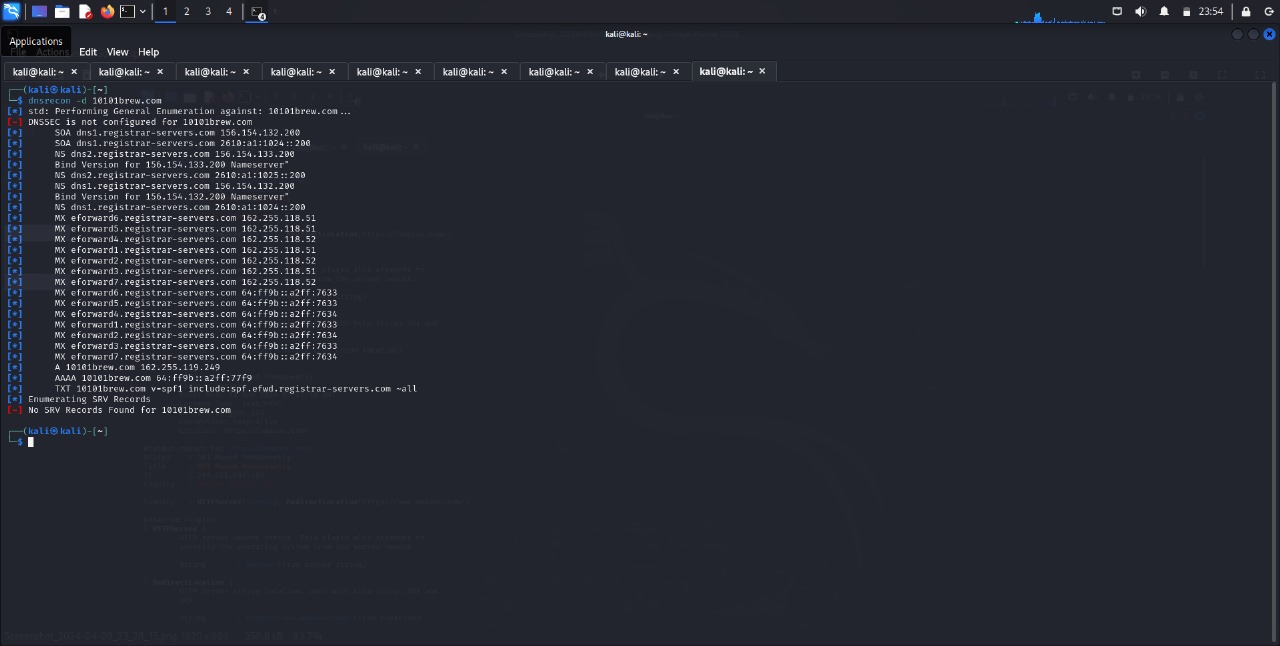 1 2 3 4 4 23:54
kali@kali: ~
Applications
File Actions Edit View Help
kali@kali: ~ × kali@kali: ~ × kali@kali: ~ × kali@kali: ~ × kali@kali: ~ × kali@kali: ~ × kali@kali: ~ × kali@kali: ~ × kali@kali: ~ ×
┌──(kali㉿kali)-[~]
└─$ dnsrecon -d 10101brew.com
[*] std: Performing General Enumeration against: 10101brew.com...
[-] DNSSEC is not configured for 10101brew.com
[*] SOA dns1.registrar-servers.com 156.154.132.200
[*] SOA dns1.registrar-servers.com 2610:a1:1024::200
[*] NS dns2.registrar-servers.com 156.154.133.200
[*] Bind Version for 156.154.133.200 Nameserver"
[*] NS dns2.registrar-servers.com 2610:a1:1025::200
[*] NS dns1.registrar-servers.com 156.154.132.200
[*] Bind Version for 156.154.132.200 Nameserver"
[*] NS dns1.registrar-servers.com 2610:a1:1024::200
[*] MX eforward6.registrar-servers.com 162.255.118.51
[*] MX eforward5.registrar-servers.com 162.255.118.51
[*] MX eforward4.registrar-servers.com 162.255.118.52
[*] MX eforward1.registrar-servers.com 162.255.118.51
[*] MX eforward2.registrar-servers.com 162.255.118.52
[*] MX eforward3.registrar-servers.com 162.255.118.51
[*] MX eforward7.registrar-servers.com 162.255.118.52
[*] MX eforward6.registrar-servers.com 64:ff9b::a2ff:7633
[*] MX eforward5.registrar-servers.com 64:ff9b::a2ff:7633
[*] MX eforward4.registrar-servers.com 64:ff9b::a2ff:7634
[*] MX eforward1.registrar-servers.com 64:ff9b::a2ff:7633
[*] MX eforward2.registrar-servers.com 64:ff9b::a2ff:7634
[*] MX eforward3.registrar-servers.com 64:ff9b::a2ff:7633
[*] MX eforward7.registrar-servers.com 64:ff9b::a2ff:7634
[*] A 10101brew.com 162.255.119.249
[*] AAAA 10101brew.com 64:ff9b::a2ff:77f9
[*] TXT 10101brew.com v=spf1 include:spf.efwd.registrar-servers.com ~all
[*] Enumerating SRV Records
[-] No SRV Records Found for 10101brew.com
┌──(kali㉿kali)-[~]
└─$